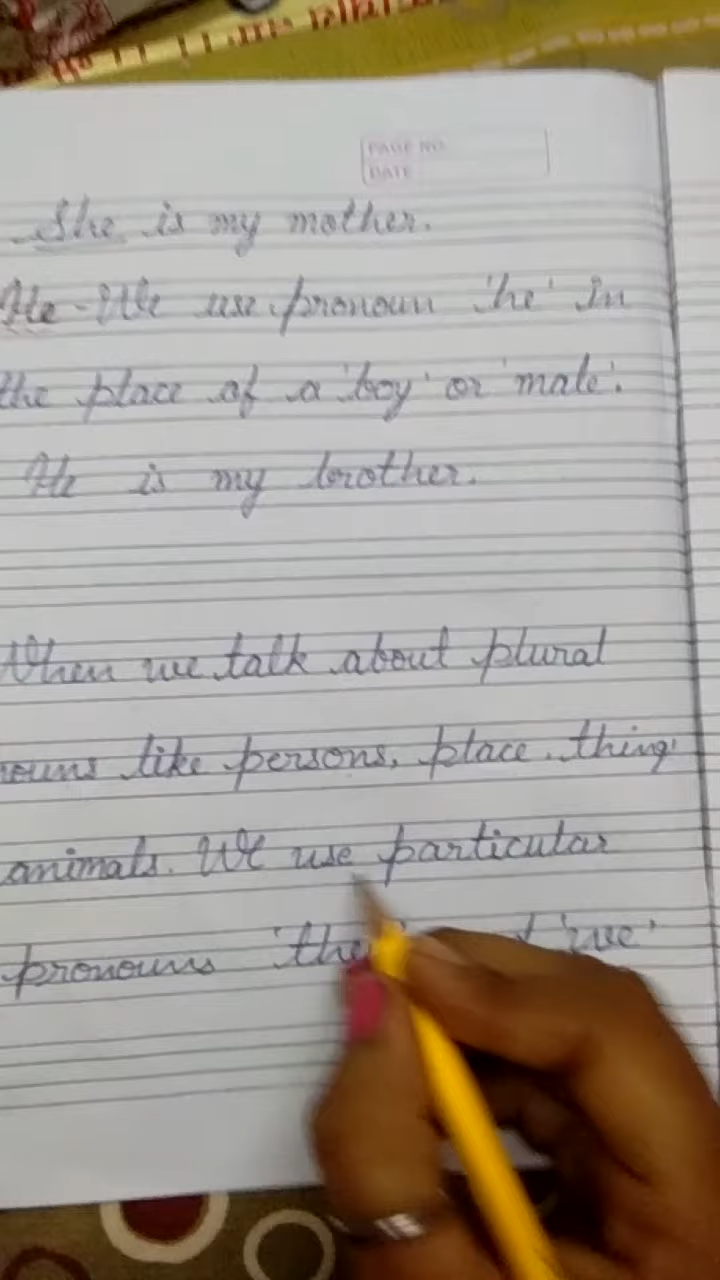 PAGE NO.
DATE
She is my mother.
He - We use pronoun 'he' in
the place of a 'boy' or 'male'.
He is my brother.
When we talk about plural
nouns like persons, place, thing
animals. We use particular
pronouns 'the 'we'